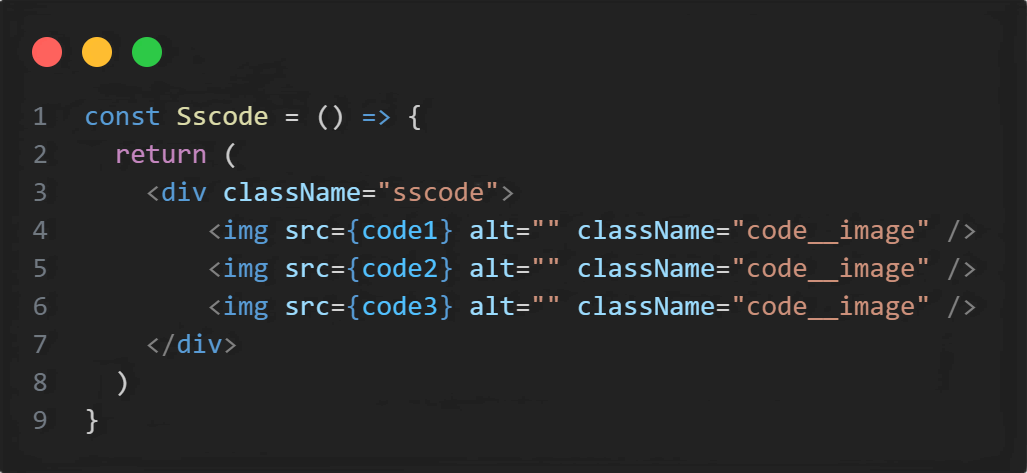 1 const Sscode = () => {
2   return (
3     <div className="sscode">
4         <img src={code1} alt="" className="code__image" />
5         <img src={code2} alt="" className="code__image" />
6         <img src={code3} alt="" className="code__image" />
7     </div>
8   )
9 }